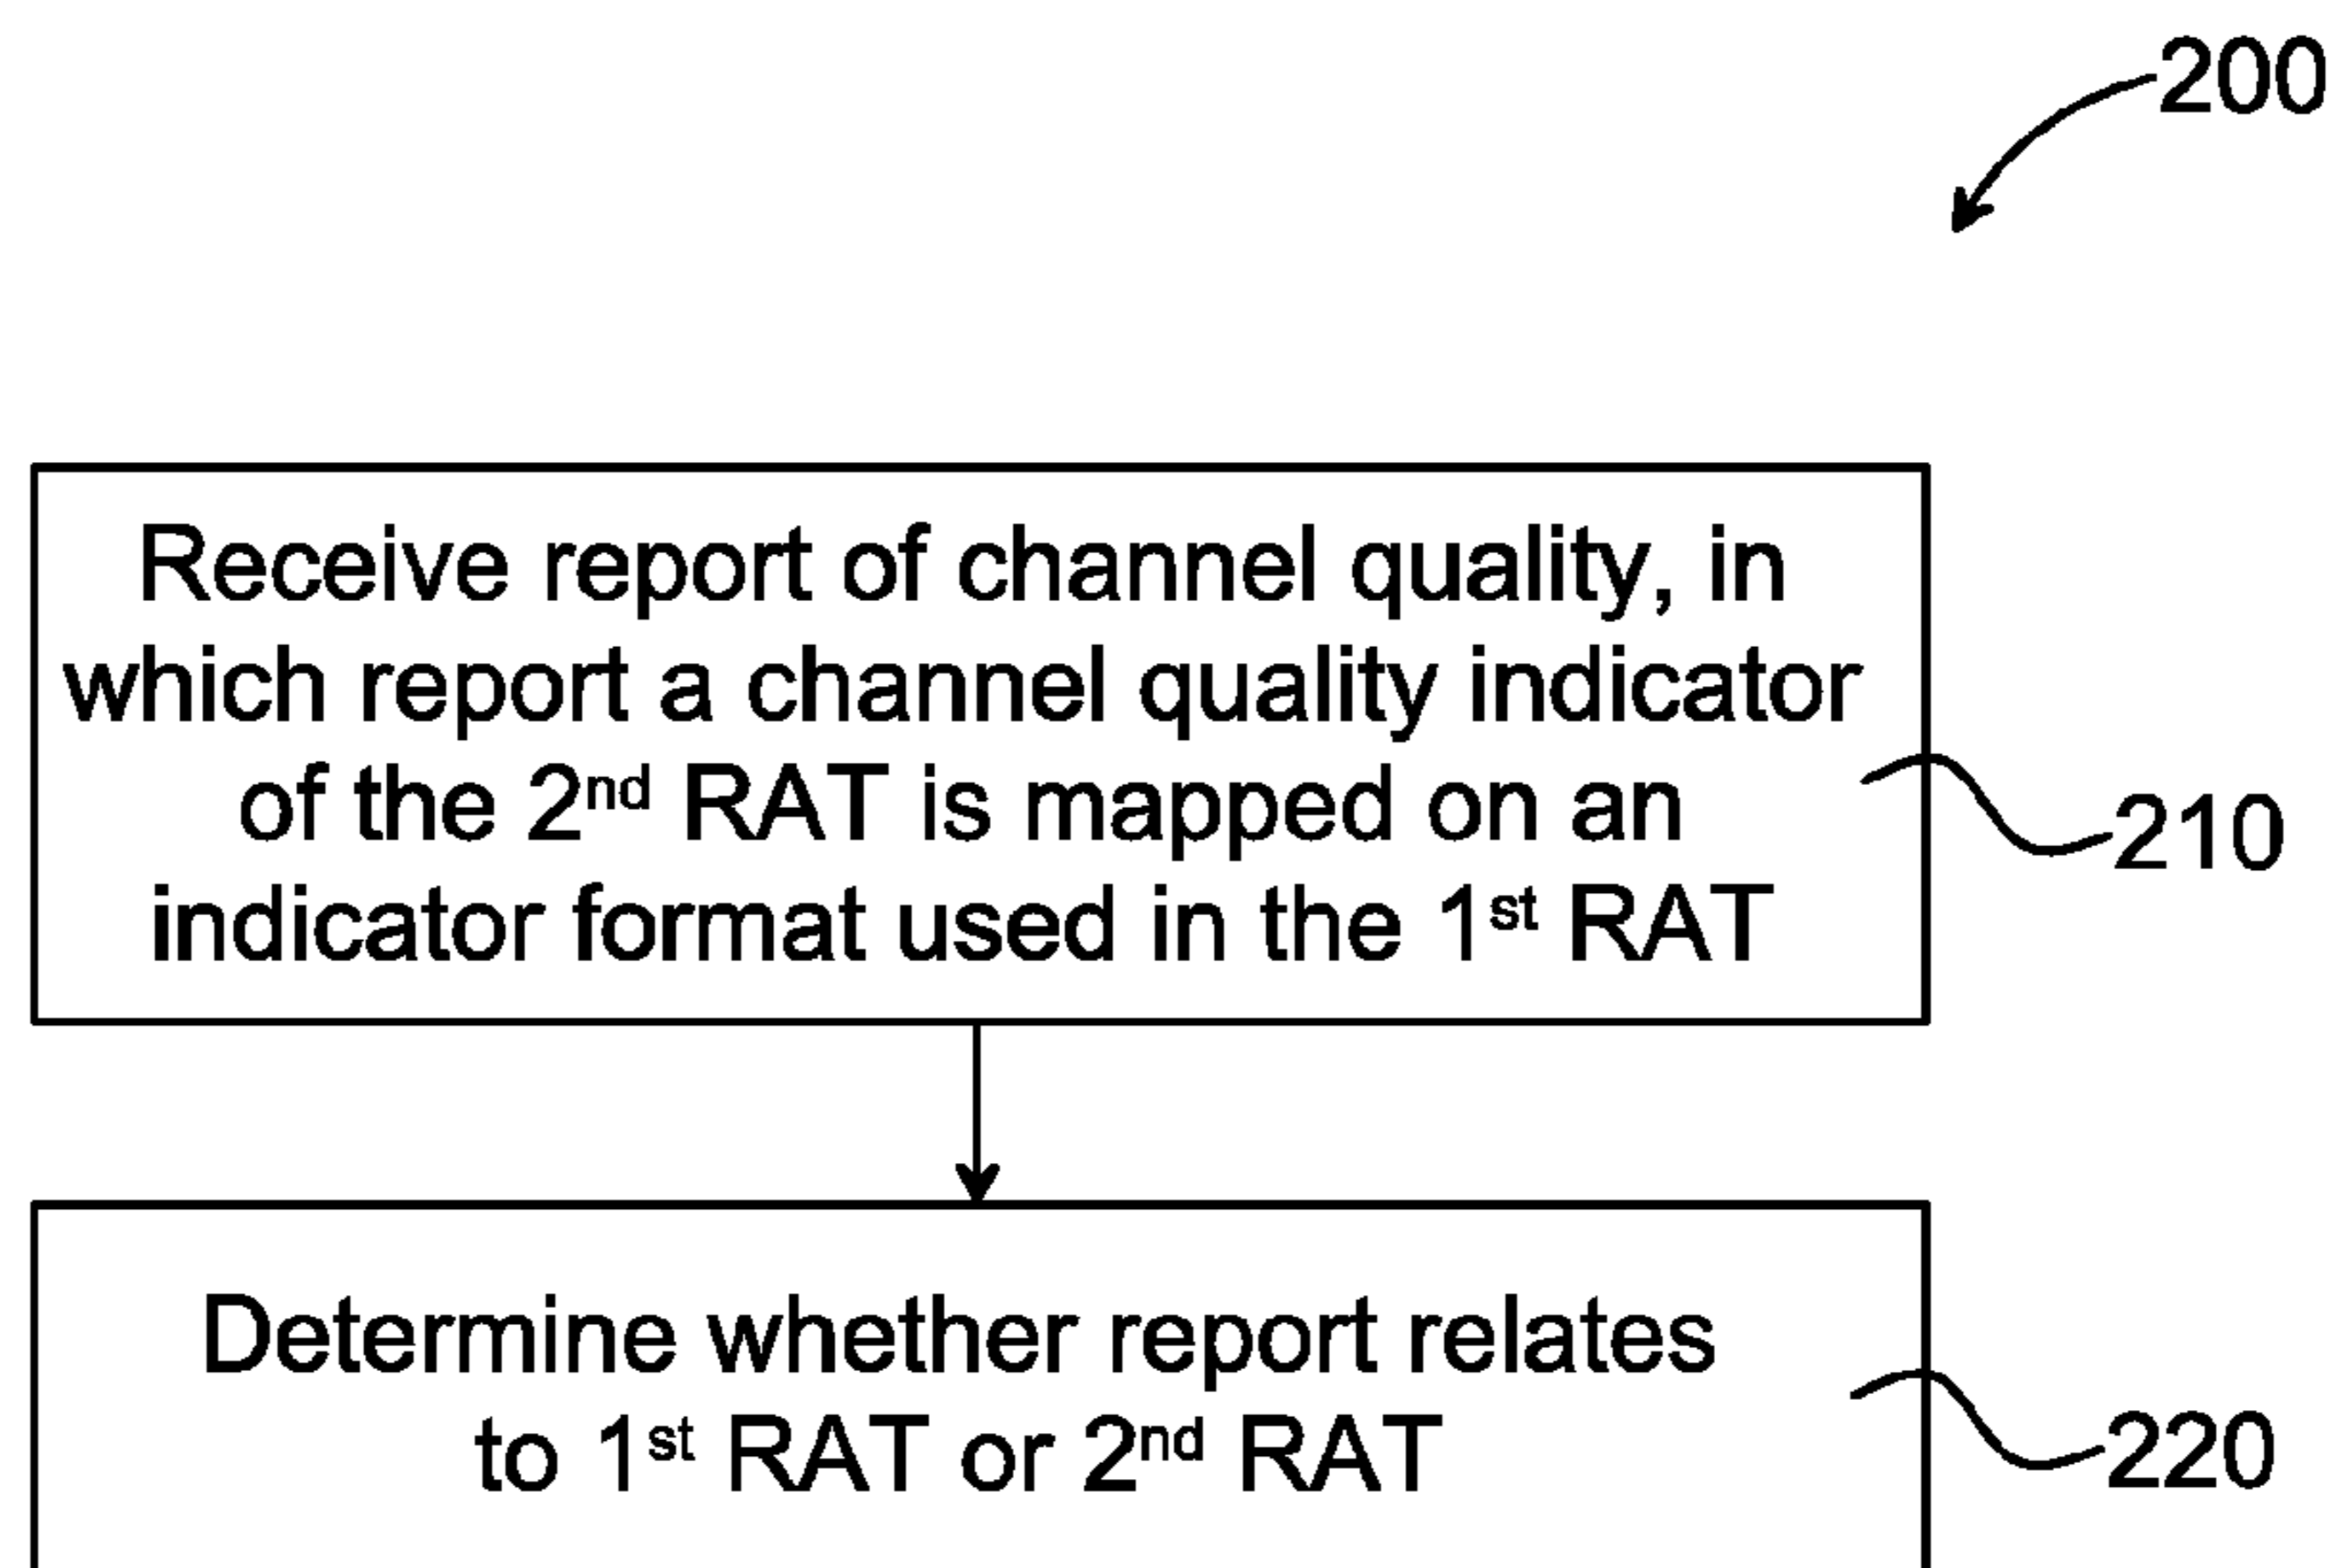 200
Receive report of channel quality, in
which report a channel quality indicator
of the 2nd RAT is mapped on an
indicator format used in the 1st RAT
210
Determine whether report relates
to 1st RAT or 2nd RAT
220